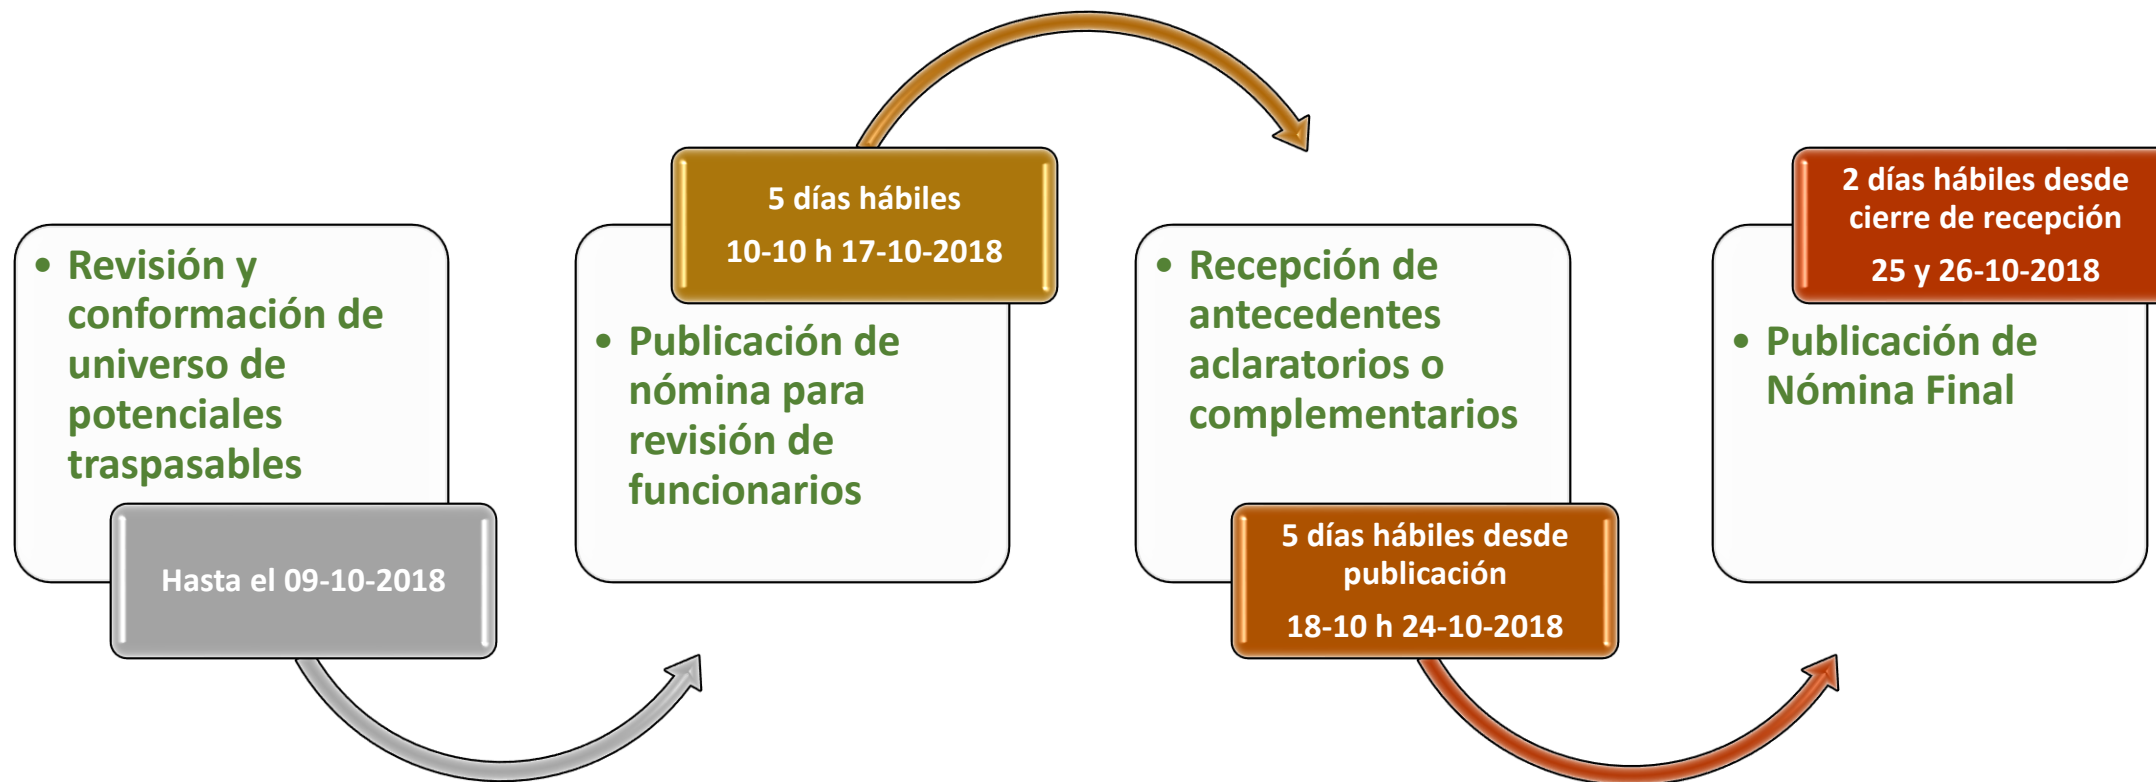 • Revisión y
conformación de
universo de
potenciales
traspasables
Hasta el 09-10-2018
5 días hábiles
10-10 h 17-10-2018
• Publicación de
nómina para
revisión de
funcionarios
• Recepción de
antecedentes
aclaratorios o
complementarios
5 días hábiles desde
publicación
18-10 h 24-10-2018
2 días hábiles desde
cierre de recepción
25 y 26-10-2018
• Publicación de
Nómina Final